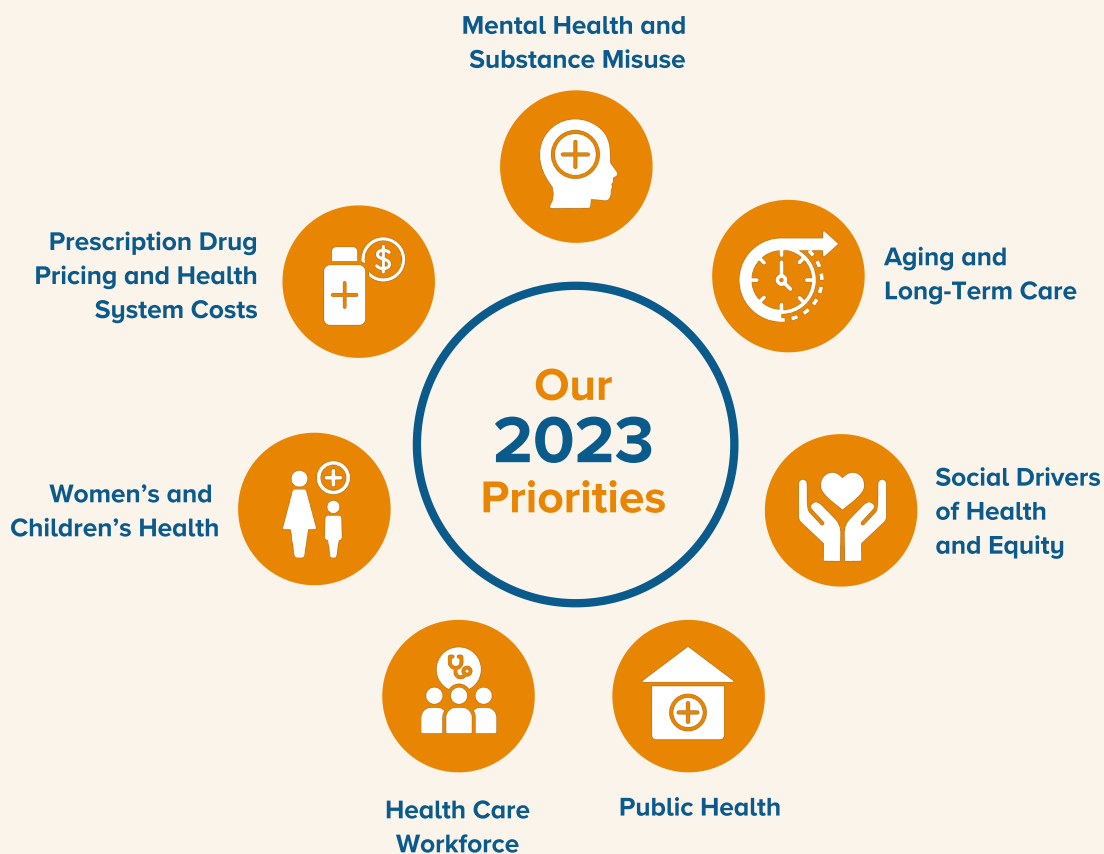 Mental Health and
Substance Misuse
Prescription Drug
Pricing and Health
System Costs
$
Aging and
Long-Term Care
Our
2023
Priorities
Women's and
Children's Health
Social Drivers
of Health
and Equity
Health Care
Workforce
Public Health